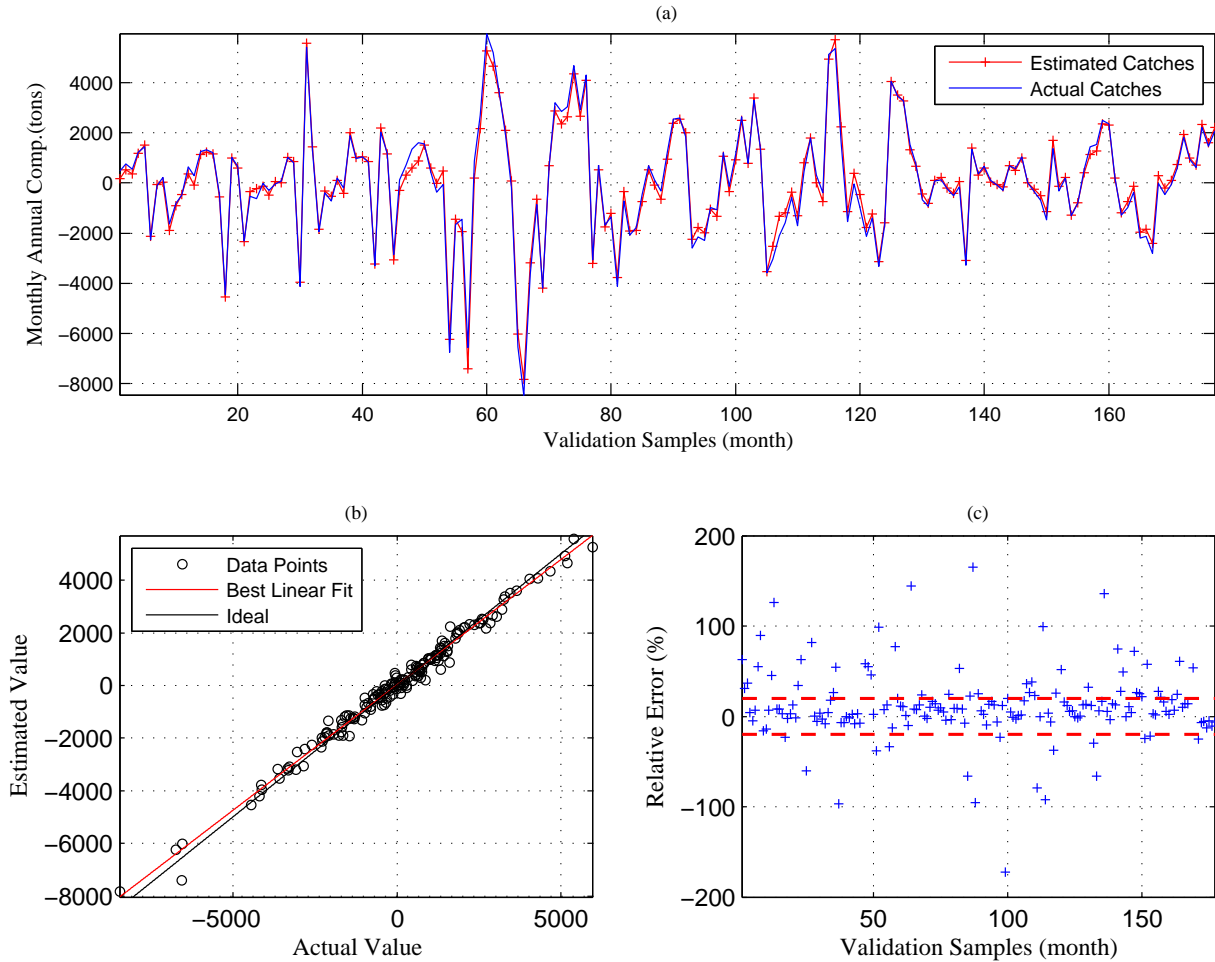 (a)
Monthly Annual Comp.(tons)
4000
2000
0
−2000
−4000
−6000
−8000
Estimated Catches
Actual Catches
20 40 60 80 100 120 140 160
Validation Samples (month)
(b)
Estimated Value
4000
2000
0
−2000
−4000
−6000
−8000
Data Points
Best Linear Fit
Ideal
−5000 0 5000
Actual Value
(c)
Relative Error (%)
200
100
0
−100
−200
50 100 150
Validation Samples (month)